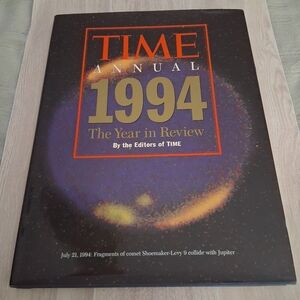 TIME
ANNUAL
1994
The Year in Review
By the Editors of TIME
July 21, 1994: Fragments of comet Shoemaker-Levy 9 collide with Jupiter